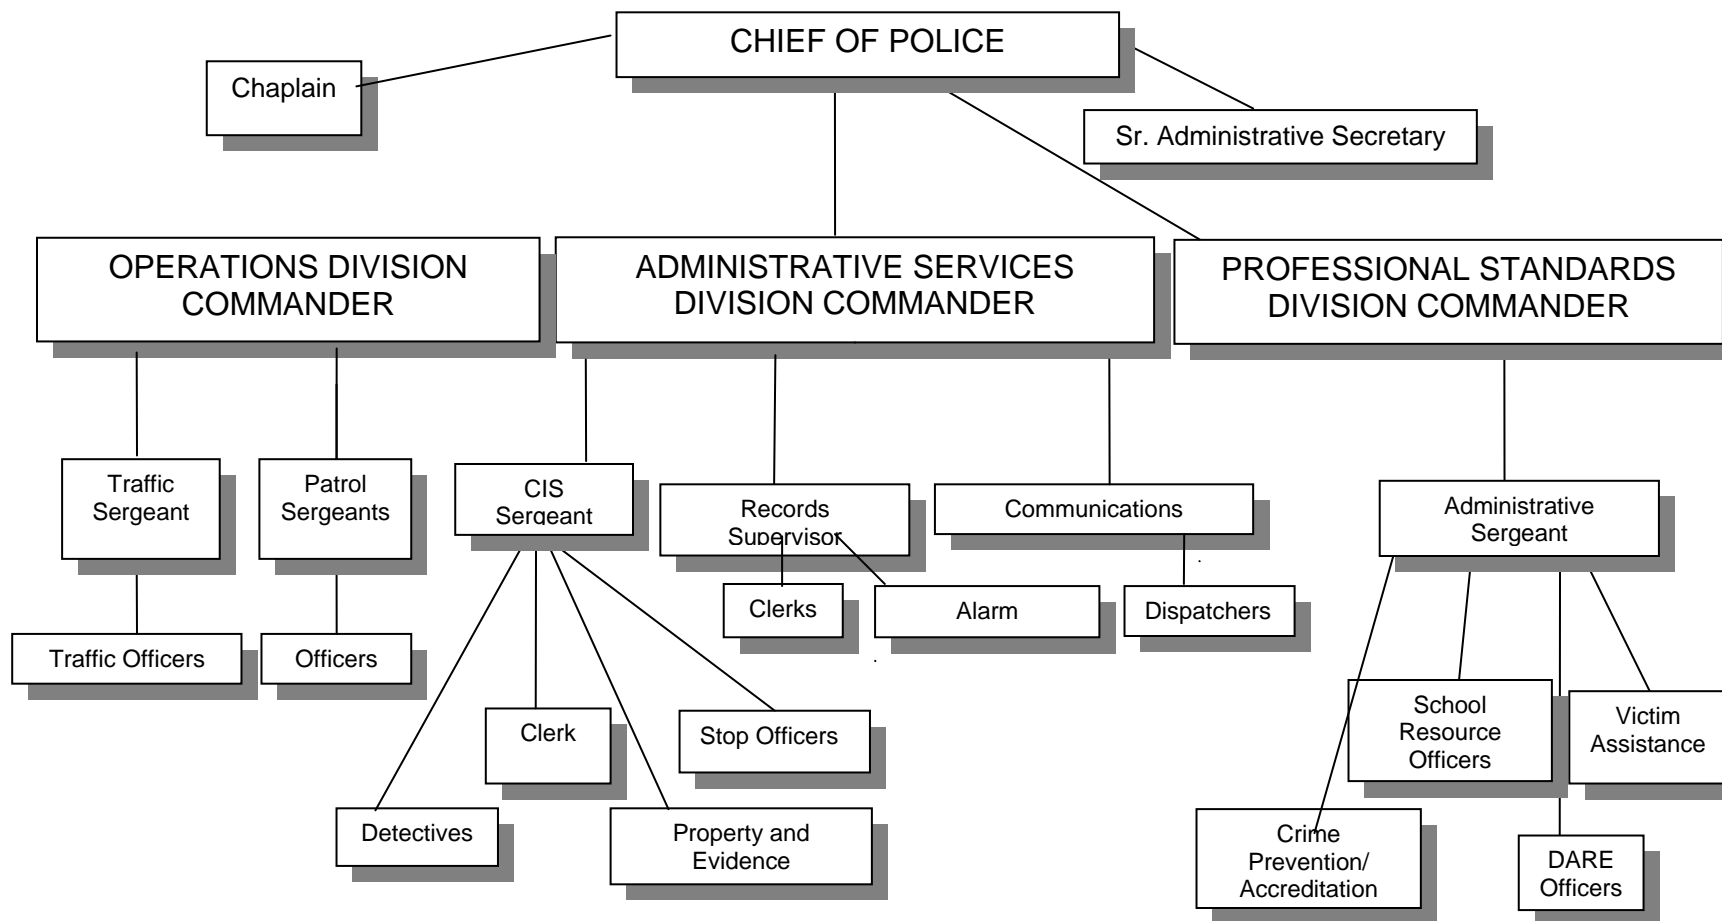 CHIEF OF POLICE
Chaplain
Sr. Administrative Secretary
OPERATIONS DIVISION
COMMANDER
ADMINISTRATIVE SERVICES
DIVISION COMMANDER
PROFESSIONAL STANDARDS
DIVISION COMMANDER
Traffic
Sergeant
Patrol
Sergeants
CIS
Sergeant
Records
Supervisor
Communications
Administrative
Sergeant
Clerks
Alarm
Dispatchers
Traffic Officers
Officers
Clerk
Stop Officers
School
Resource
Officers
Victim
Assistance
Detectives
Property and
Evidence
Crime
Prevention/
Accreditation
DARE
Officers